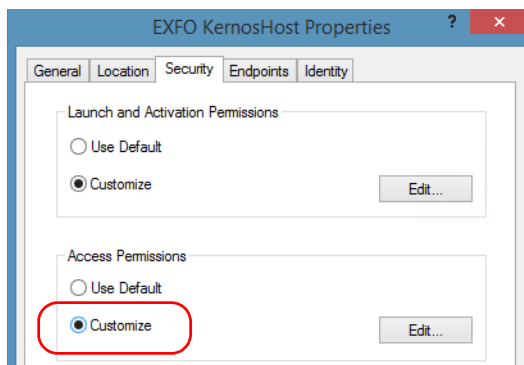 EXFO KernosHost Properties ? ×
General Location Security Endpoints Identity
Launch and Activation Permissions
Use Default
Customize
Edit...
Access Permissions
Use Default
Customize
Edit...